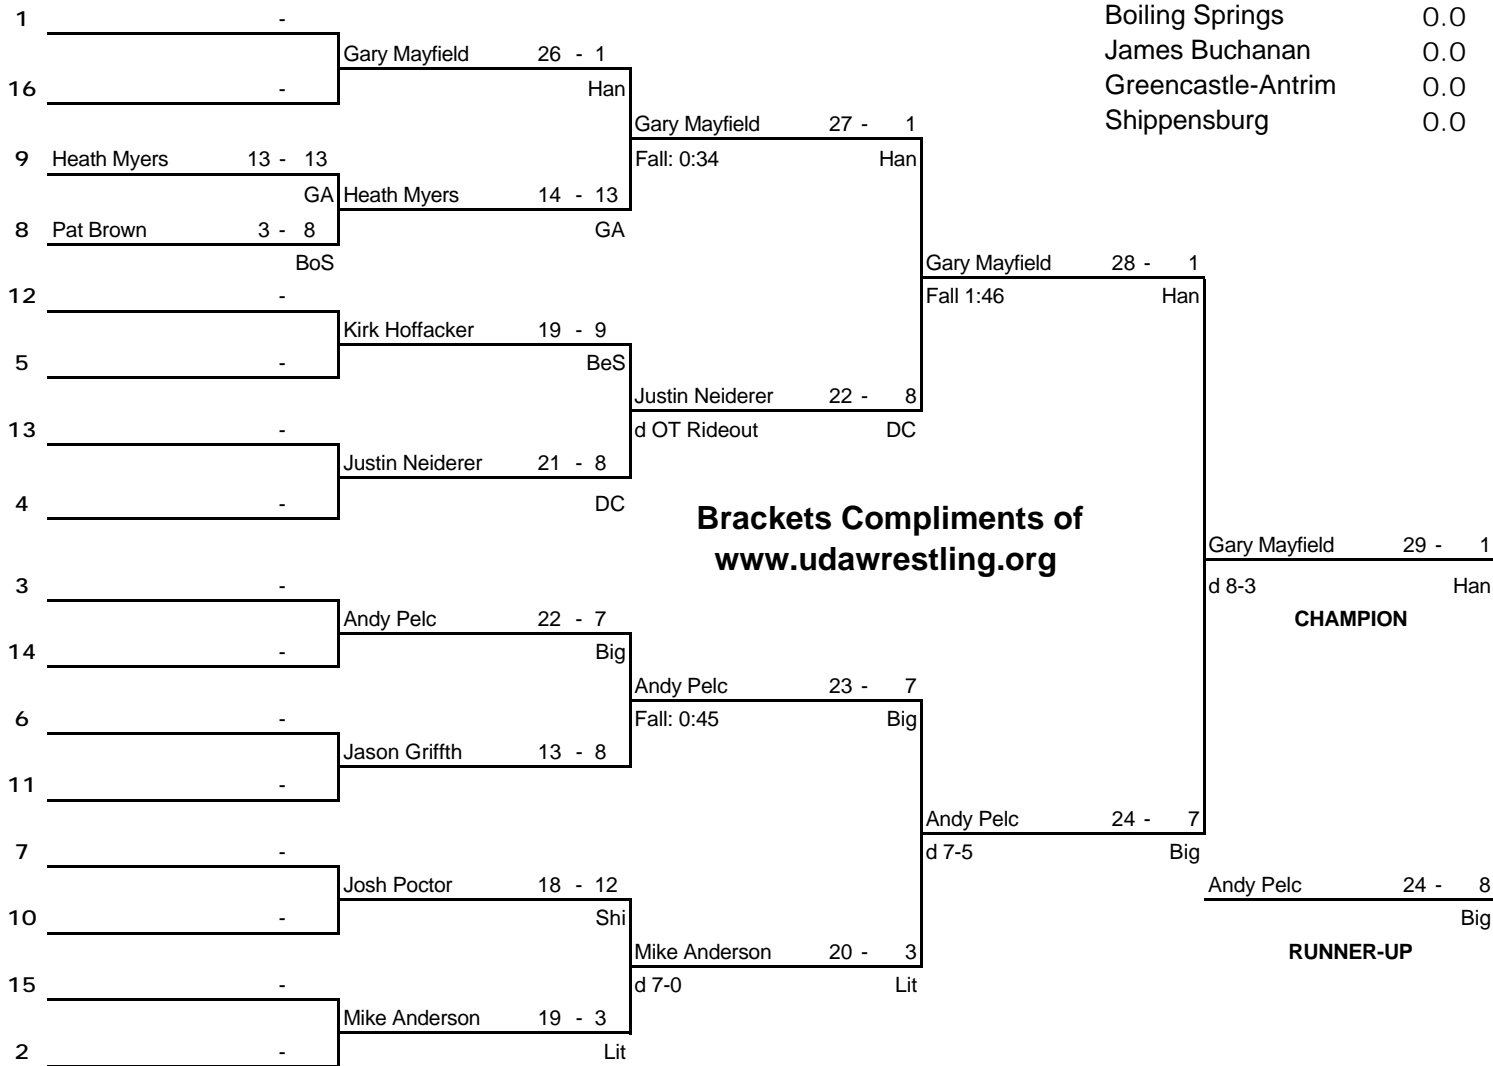 Boiling Springs 0.0
1 -
Gary Mayfield 26 - 1
James Buchanan 0.0
16 - Han
Greencastle-Antrim 0.0
Gary Mayfield 27 - 1
Shippensburg 0.0
9 Heath Myers 13 - 13
Fall: 0:34 Han
GA Heath Myers 14 - 13
8 Pat Brown 3 - 8
GA
BoS
Gary Mayfield 28 - 1
12 -
Fall 1:46 Han
Kirk Hoffacker 19 - 9
5 - BeS
Justin Neiderer 22 - 8
13 -
d OT Rideout DC
Justin Neiderer 21 - 8
4 - DC
Brackets Compliments of
www.udawrestling.org
Gary Mayfield 29 - 1
3 -
d 8-3 Han
Andy Pelc 22 - 7
CHAMPION
14 - Big
Andy Pelc 23 - 7
6 -
Fall: 0:45 Big
Jason Griffth 13 - 8
11 -
Andy Pelc 24 - 7
7 -
d 7-5 Big
Josh Poctor 18 - 12
Andy Pelc 24 - 8
10 - Shi
Big
Mike Anderson 20 - 3
RUNNER-UP
15 -
d 7-0 Lit
Mike Anderson 19 - 3
2 - Lit